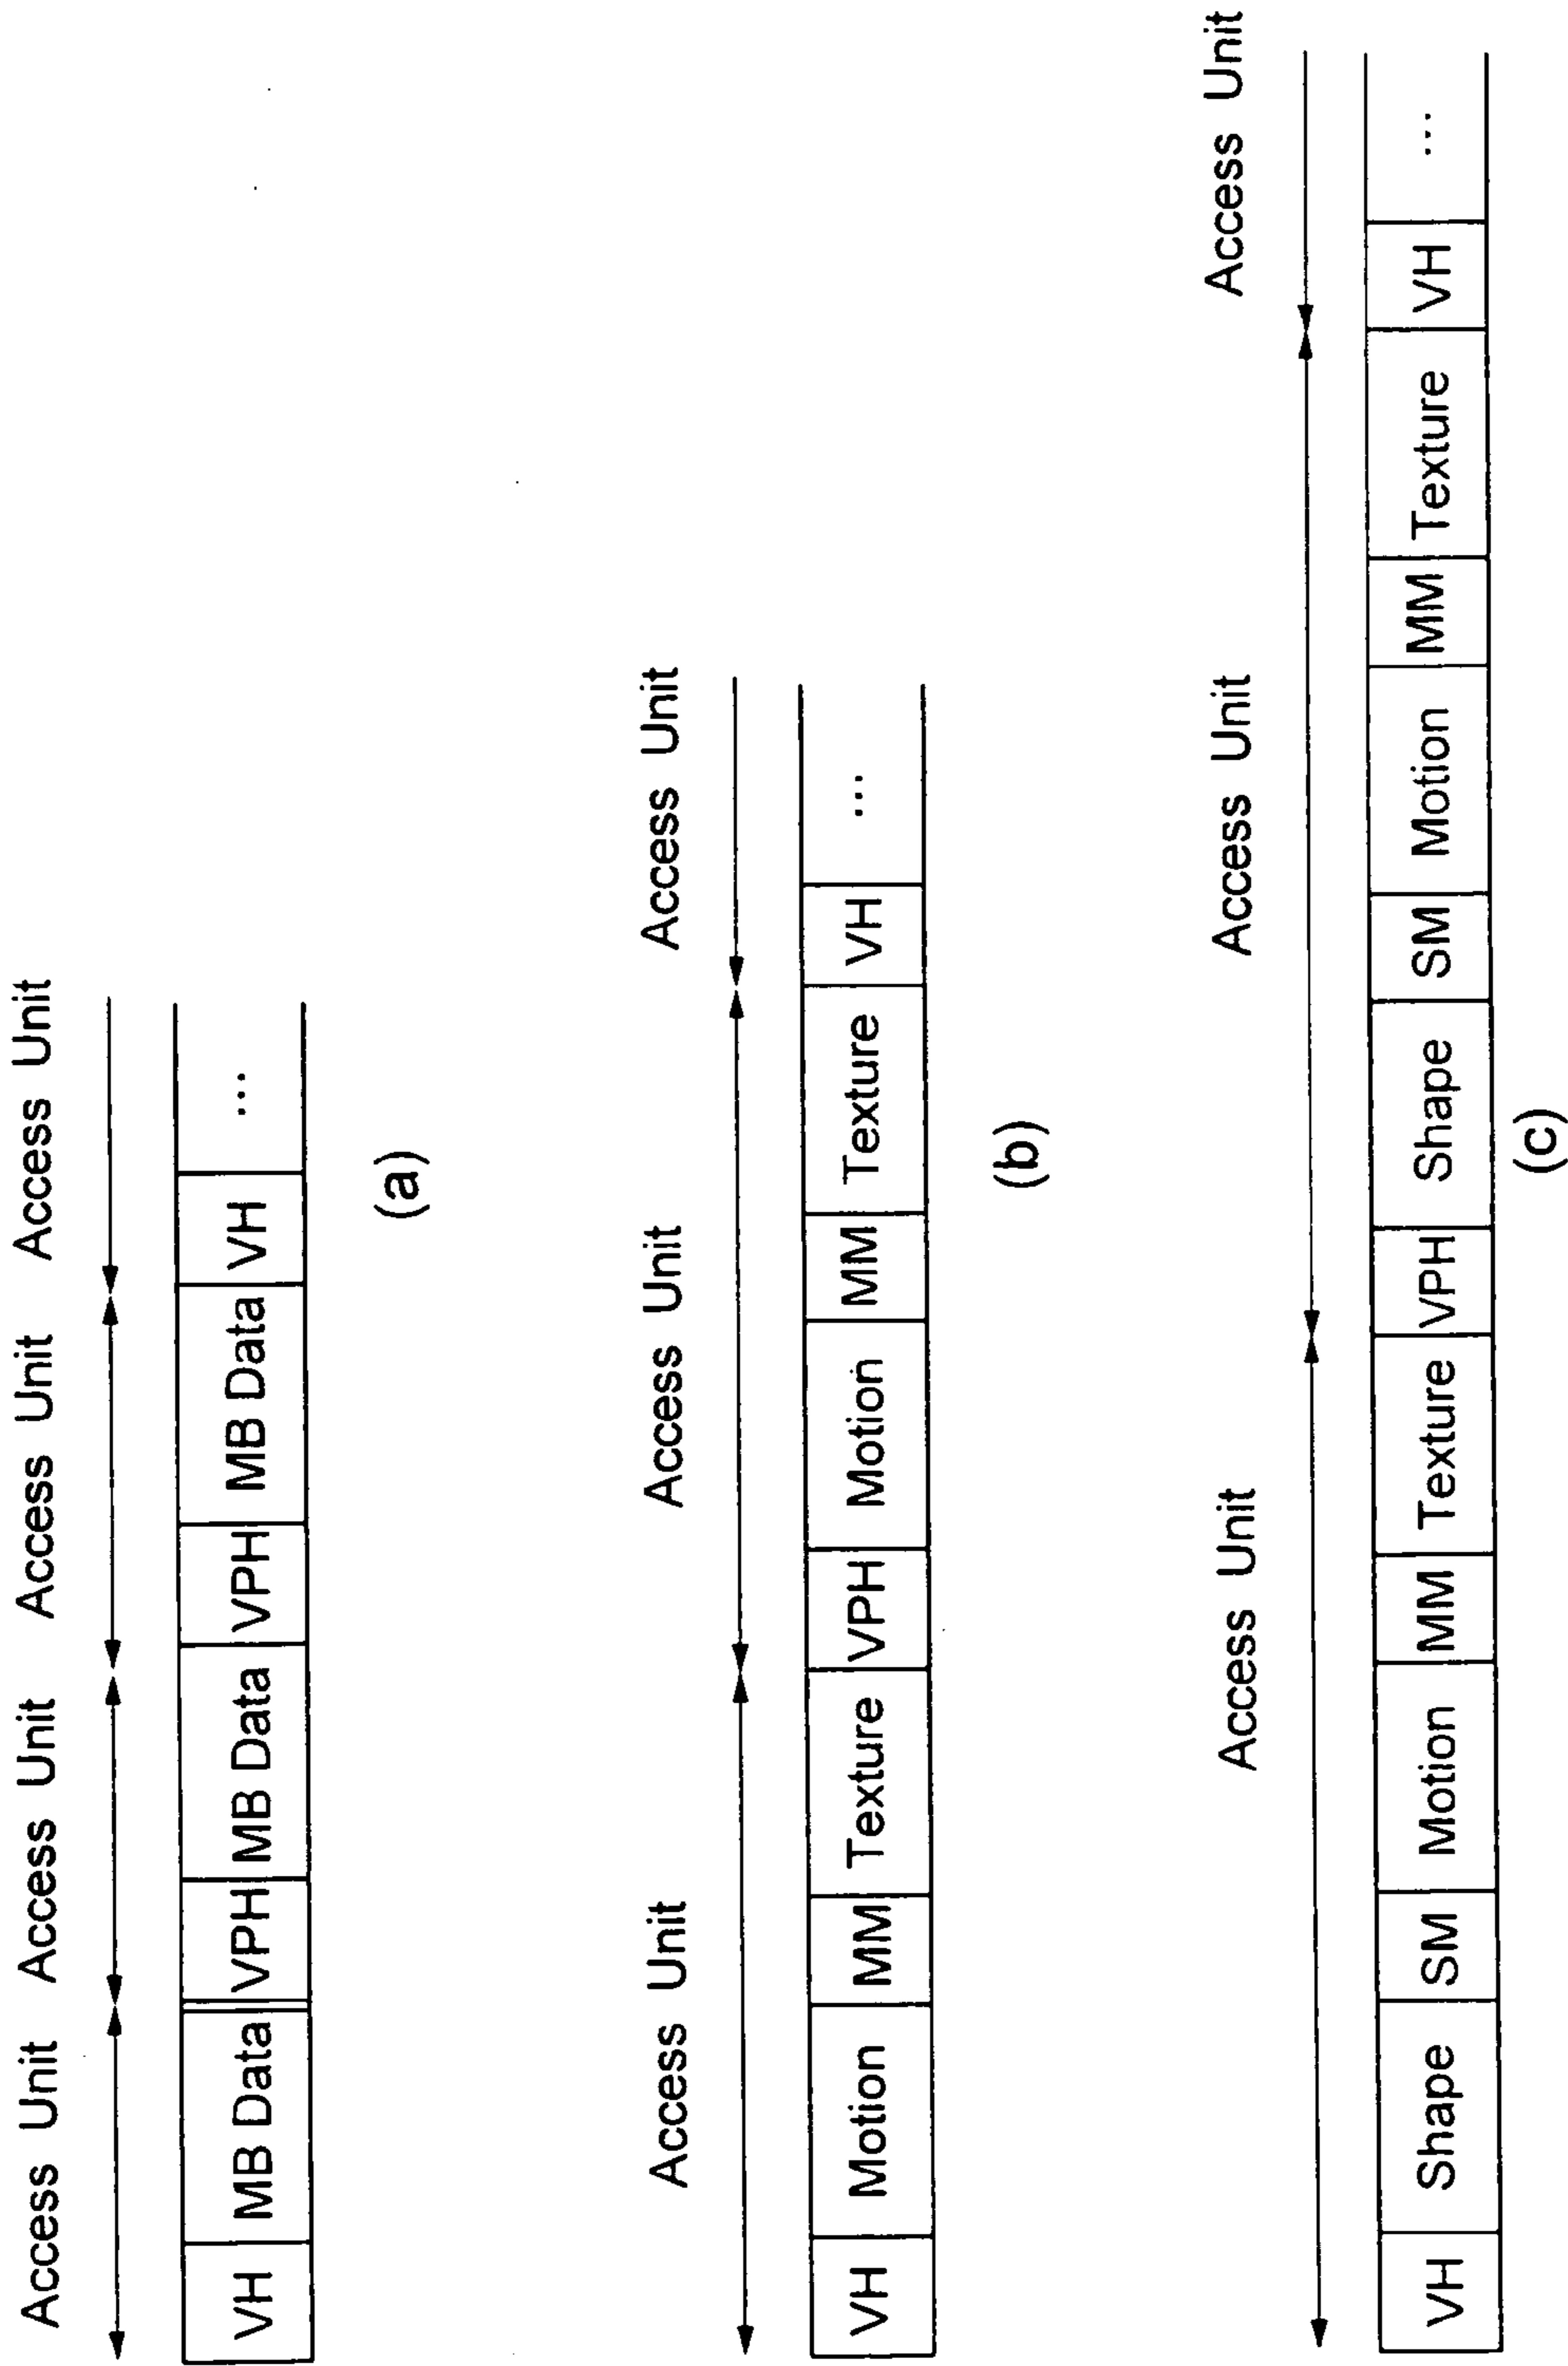 Access Unit Access Unit Access Unit Access Unit
VH MB Data VPH MB Data VPH MB Data VH ...
(a)
Access Unit Access Unit Access Unit
VH Motion MM Texture VPH Motion MM Texture VH ...
(b)
Access Unit Access Unit Access Unit
VH Shape SM Motion MM Texture VPH Shape SM Motion MM Texture VH ...
(c)